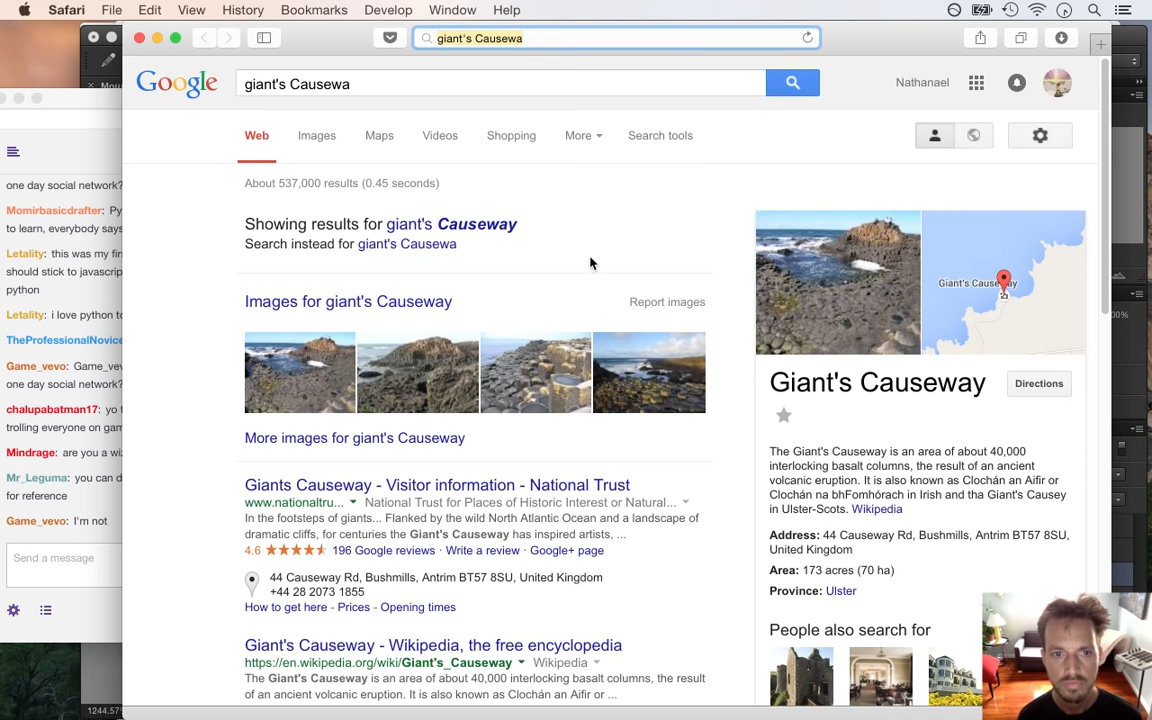 Safari File Edit View History Bookmarks Develop Window Help
giant's Causewa
Google giant's Causewa Nathanael
Web Images Maps Videos Shopping More Search tools
About 537,000 results (0.45 seconds)
Showing results for giant's Causeway
Search instead for giant's Causewa
Images for giant's Causeway Report images
More images for giant's Causeway
Giants Causeway - Visitor information - National Trust
www.nationaltru... National Trust for Places of Historic Interest or Natural...
In the footsteps of giants... Flanked by the wild North Atlantic Ocean and a landscape of
dramatic cliffs, for centuries the Giant's Causeway has inspired artists, ...
4.6 196 Google reviews · Write a review · Google+ page
44 Causeway Rd, Bushmills, Antrim BT57 8SU, United Kingdom
+44 28 2073 1855
How to get here - Prices - Opening times
Giant's Causeway - Wikipedia, the free encyclopedia
https://en.wikipedia.org/wiki/Giant's_Causeway Wikipedia
The Giant's Causeway is an area of about 40,000 interlocking basalt columns, the result
of an ancient volcanic eruption. It is also known as Clochán an Aifir or ...
Giant's Causeway
Giant's Causeway Directions
The Giant's Causeway is an area of about 40,000
interlocking basalt columns, the result of an ancient
volcanic eruption. It is also known as Clochán an Aifir or
Clochán na bhFomhórach in Irish and tha Giant's Causey
in Ulster-Scots. Wikipedia
Address: 44 Causeway Rd, Bushmills, Antrim BT57 8SU,
United Kingdom
Area: 173 acres (70 ha)
Province: Ulster
People also search for
one day social network?
Momirbasicdrafter: Py
to learn, everybody says
Letality: this was my fir
should stick to javascrip
python
Letality: i love python to
TheProfessionalNovice
Game_vevo: Game_ve
one day social network?
chalupabatman17: yo t
trolling everyone on gam
Mindrage: are you a wi
Mr_Leguma: you can d
for reference
Game_vevo: I'm not
Send a message
Mou
00%
1244.57